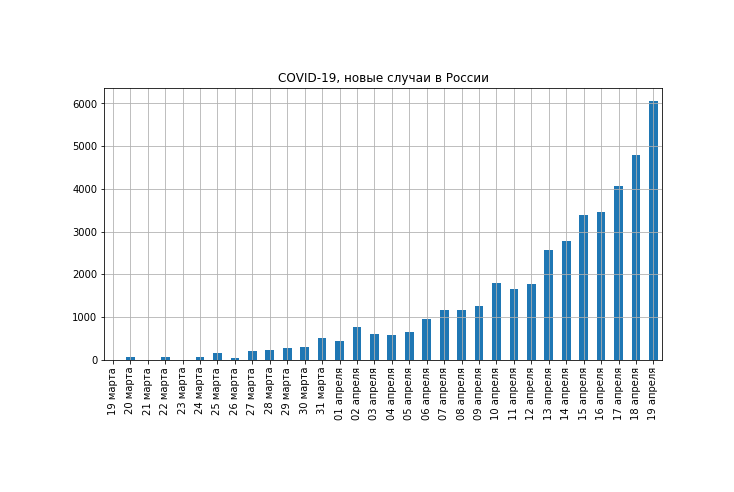 COVID-19, новые случаи в России
6000
5000
4000
3000
2000
1000
0
19 марта
20 марта
21 марта
22 марта
23 марта
24 марта
25 марта
26 марта
27 марта
28 марта
29 марта
30 марта
31 марта
01 апреля
02 апреля
03 апреля
04 апреля
05 апреля
06 апреля
07 апреля
08 апреля
09 апреля
10 апреля
11 апреля
12 апреля
13 апреля
14 апреля
15 апреля
16 апреля
17 апреля
18 апреля
19 апреля